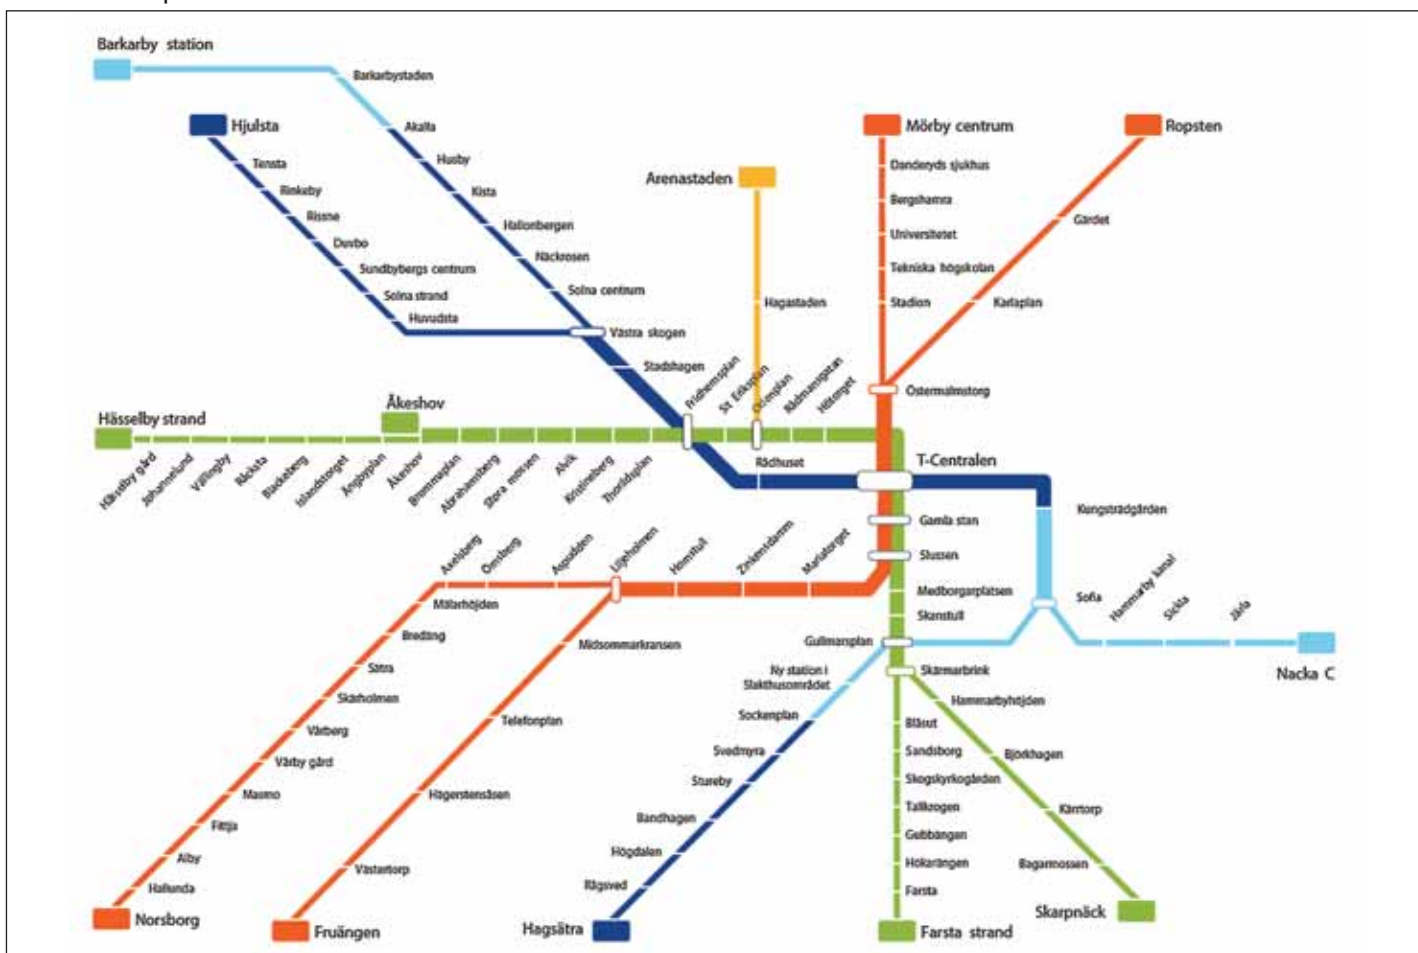 Barkarby station
Barkarbystaden
Akalla
Husby
Kista
Hallonbergen
Näckrosen
Solna centrum
Västra skogen
Stadshagen
Hjulsta
Tensta
Rinkeby
Rissne
Duvbo
Sundbybergs centrum
Solna strand
Huvudsta
Arenastaden
Hagastaden
Mörby centrum
Danderyds sjukhus
Bergshamra
Universitetet
Tekniska högskolan
Stadion
Ropsten
Gärdet
Karlaplan
Östermalmstorg
Hässelby strand
Åkeshov
Hässelby gård
Johannelund
Vällingby
Råcksta
Blackeberg
Islandstorget
Ängbyplan
Åkeshov
Brommaplan
Abrahamsberg
Stora mossen
Alvik
Kristineberg
Thorildsplan
Fridhemsplan
St Eriksplan
Odenplan
Rådmansgatan
Hötorget
Rådhuset
T-Centralen
Kungsträdgården
Gamla stan
Slussen
Medborgarplatsen
Skanstull
Gullmarsplan
Skärmarbrink
Sofia
Hammarby kanal
Sickla
Järla
Nacka C
Axelsberg
Örnsberg
Aspudden
Liljeholmen
Hornstull
Zinkensdamm
Mariatorget
Mälarhöjden
Bredäng
Sätra
Skärholmen
Vårberg
Vårby gård
Masmo
Fittja
Alby
Hallunda
Norsborg
Midsommarkransen
Telefonplan
Hägerstensåsen
Västertorp
Fruängen
Ny station i
Slakthusområdet
Sockenplan
Svedmyra
Stureby
Bandhagen
Högdalen
Rågsved
Hagsätra
Blåsut
Sandsborg
Skogskyrkogården
Tallkrogen
Gubbängen
Hökarängen
Farsta
Farsta strand
Hammarbyhöjden
Björkhagen
Kärrtorp
Bagarmossen
Skarpnäck